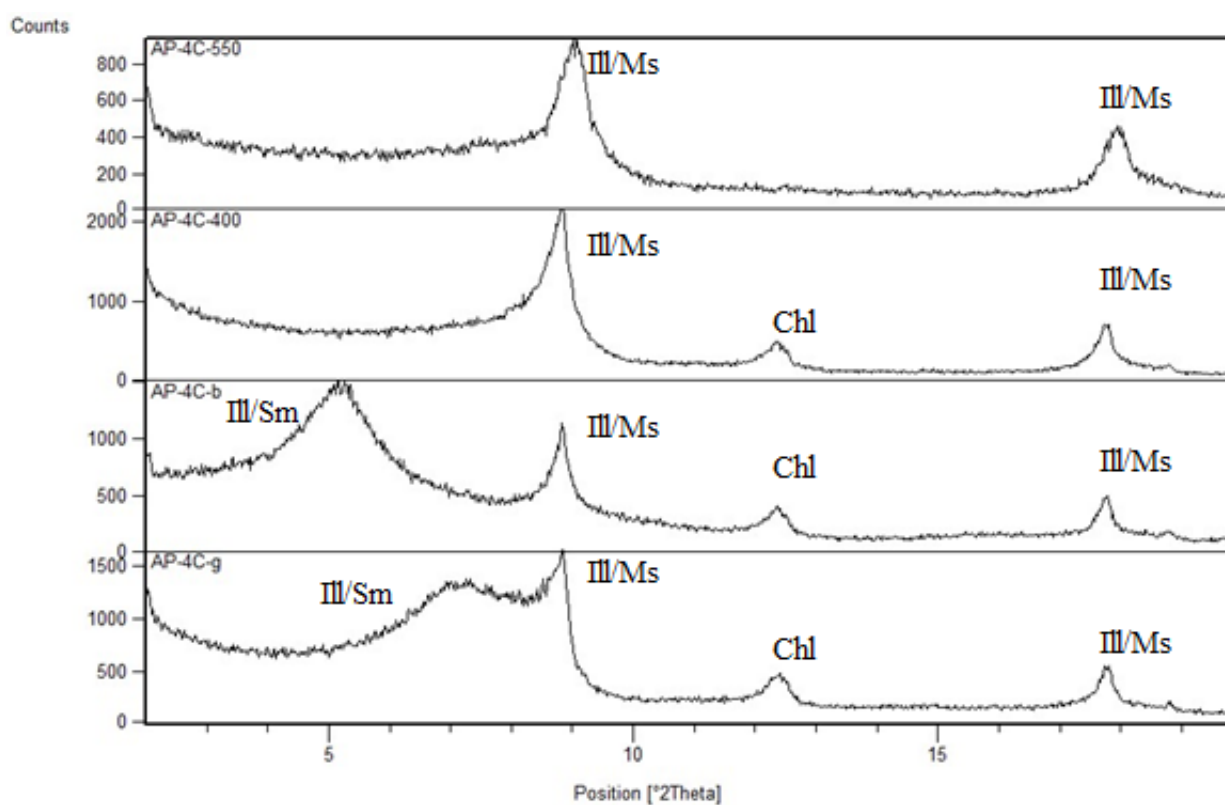 Counts
AP-4C-550
Ill/Ms
Ill/Ms
800
600
400
200
0
AP-4C-400
Ill/Ms
Ill/Ms
Chl
2000
1000
0
AP-4C-b
Ill/Sm
Ill/Ms
Chl
Ill/Ms
1000
500
0
AP-4C-g
Ill/Sm
Ill/Ms
Chl
Ill/Ms
1500
1000
500
0
5
10
15
Position [°2Theta]